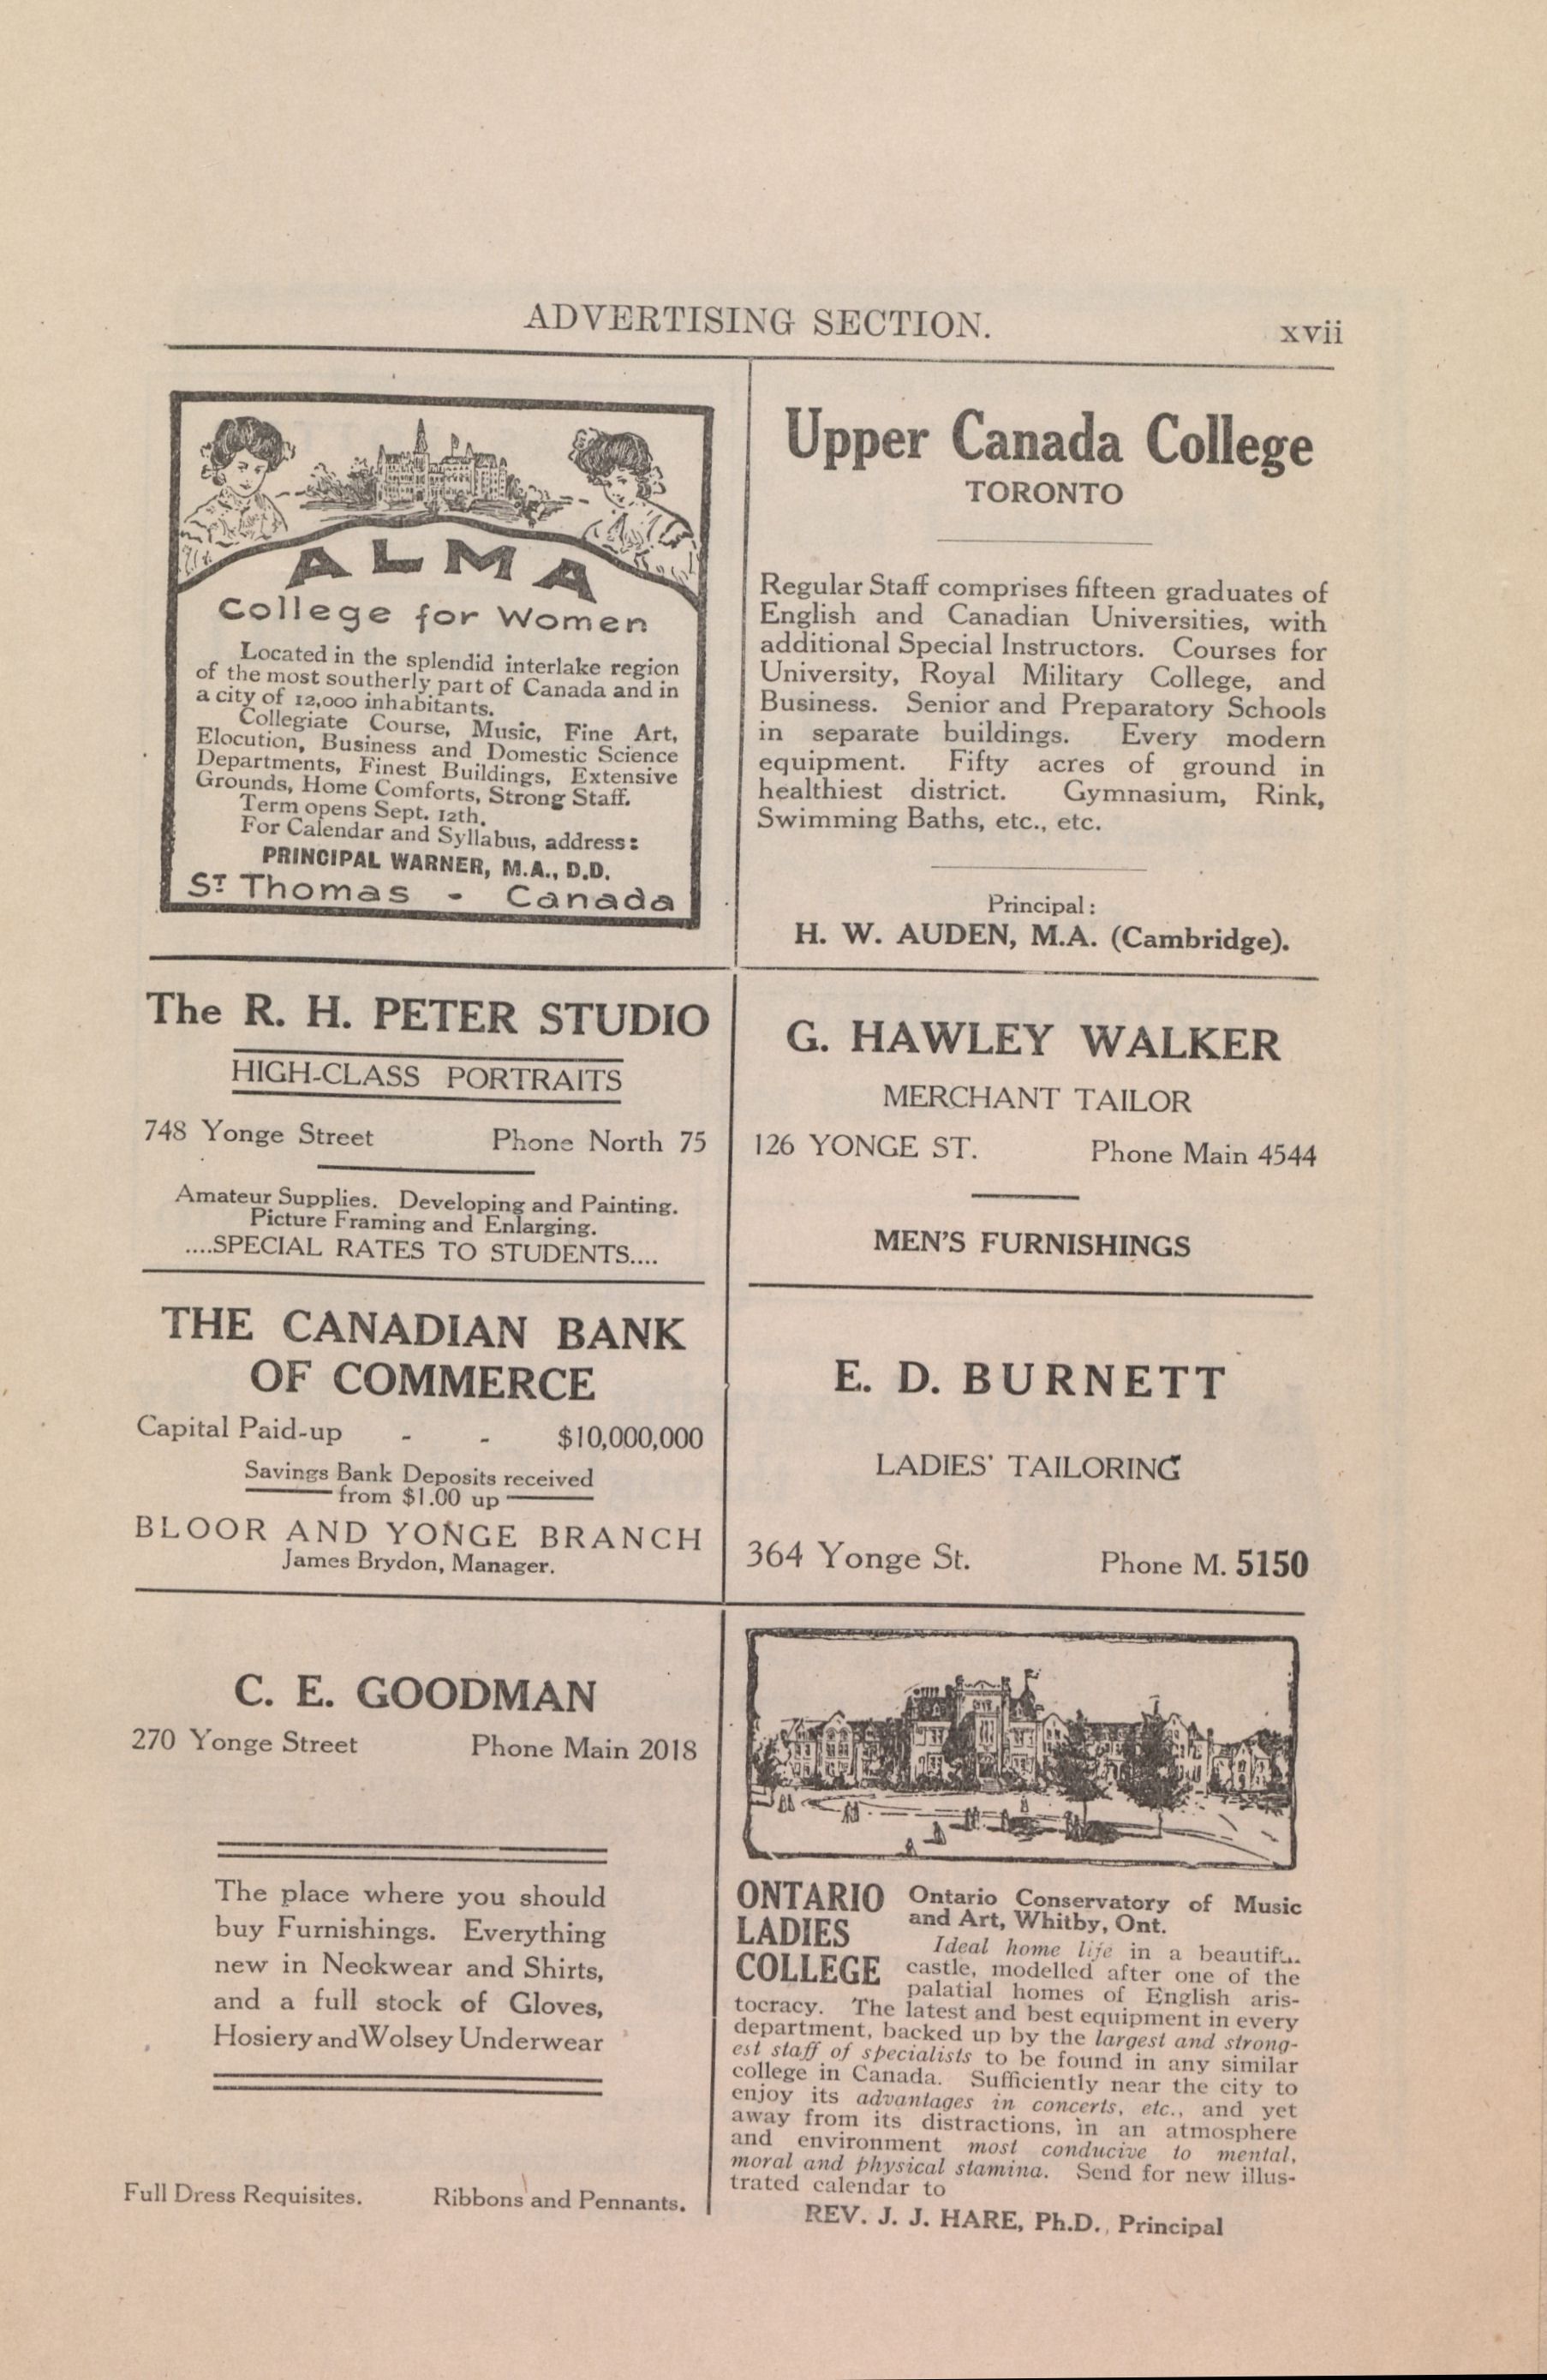 ADVERTISING SECTION.
xvii
ALMA
College for Women
Located in the splendid interlake region
of the most southerly part of Canada and in
a city of 12,000 inhabitants.
Collegiate Course, Music, Fine Art,
Elocution, Business and Domestic Science
Departments, Finest Buildings, Extensive
Grounds, Home Comforts, Strong Staff.
Term opens Sept. 12th.
For Calendar and Syllabus, address:
PRINCIPAL WARNER, M.A., D.D.
ST Thomas - Canada
Upper Canada College
TORONTO
Regular Staff comprises fifteen graduates of
English and Canadian Universities, with
additional Special Instructors. Courses for
University, Royal Military College, and
Business. Senior and Preparatory Schools
in separate buildings. Every modern
equipment. Fifty acres of ground in
healthiest district. Gymnasium, Rink,
Swimming Baths, etc., etc.
Principal:
H. W. AUDEN, M.A. (Cambridge).
The R. H. PETER STUDIO
HIGH-CLASS PORTRAITS
748 Yonge Street Phone North 75
Amateur Supplies. Developing and Painting.
Picture Framing and Enlarging.
....SPECIAL RATES TO STUDENTS....
G. HAWLEY WALKER
MERCHANT TAILOR
126 YONGE ST. Phone Main 4544
MEN'S FURNISHINGS
THE CANADIAN BANK
OF COMMERCE
Capital Paid-up - - $10,000,000
Savings Bank Deposits received
from $1.00 up
BLOOR AND YONGE BRANCH
James Brydon, Manager.
E. D. BURNETT
LADIES' TAILORING
364 Yonge St. Phone M. 5150
C. E. GOODMAN
270 Yonge Street Phone Main 2018
The place where you should
buy Furnishings. Everything
new in Neckwear and Shirts,
and a full stock of Gloves,
Hosiery and Wolsey Underwear
Full Dress Requisites. Ribbons and Pennants.
ONTARIO
LADIES
COLLEGE
Ontario Conservatory of Music
and Art, Whitby, Ont.
Ideal home life in a beautiful
castle, modelled after one of the
palatial homes of English aris-
tocracy. The latest and best equipment in every
department, backed up by the largest and strong-
est staff of specialists to be found in any similar
college in Canada. Sufficiently near the city to
enjoy its advantages in concerts, etc., and yet
away from its distractions, in an atmosphere
and environment most conducive to mental,
moral and physical stamina. Send for new illus-
trated calendar to
REV. J. J. HARE, Ph.D., Principal